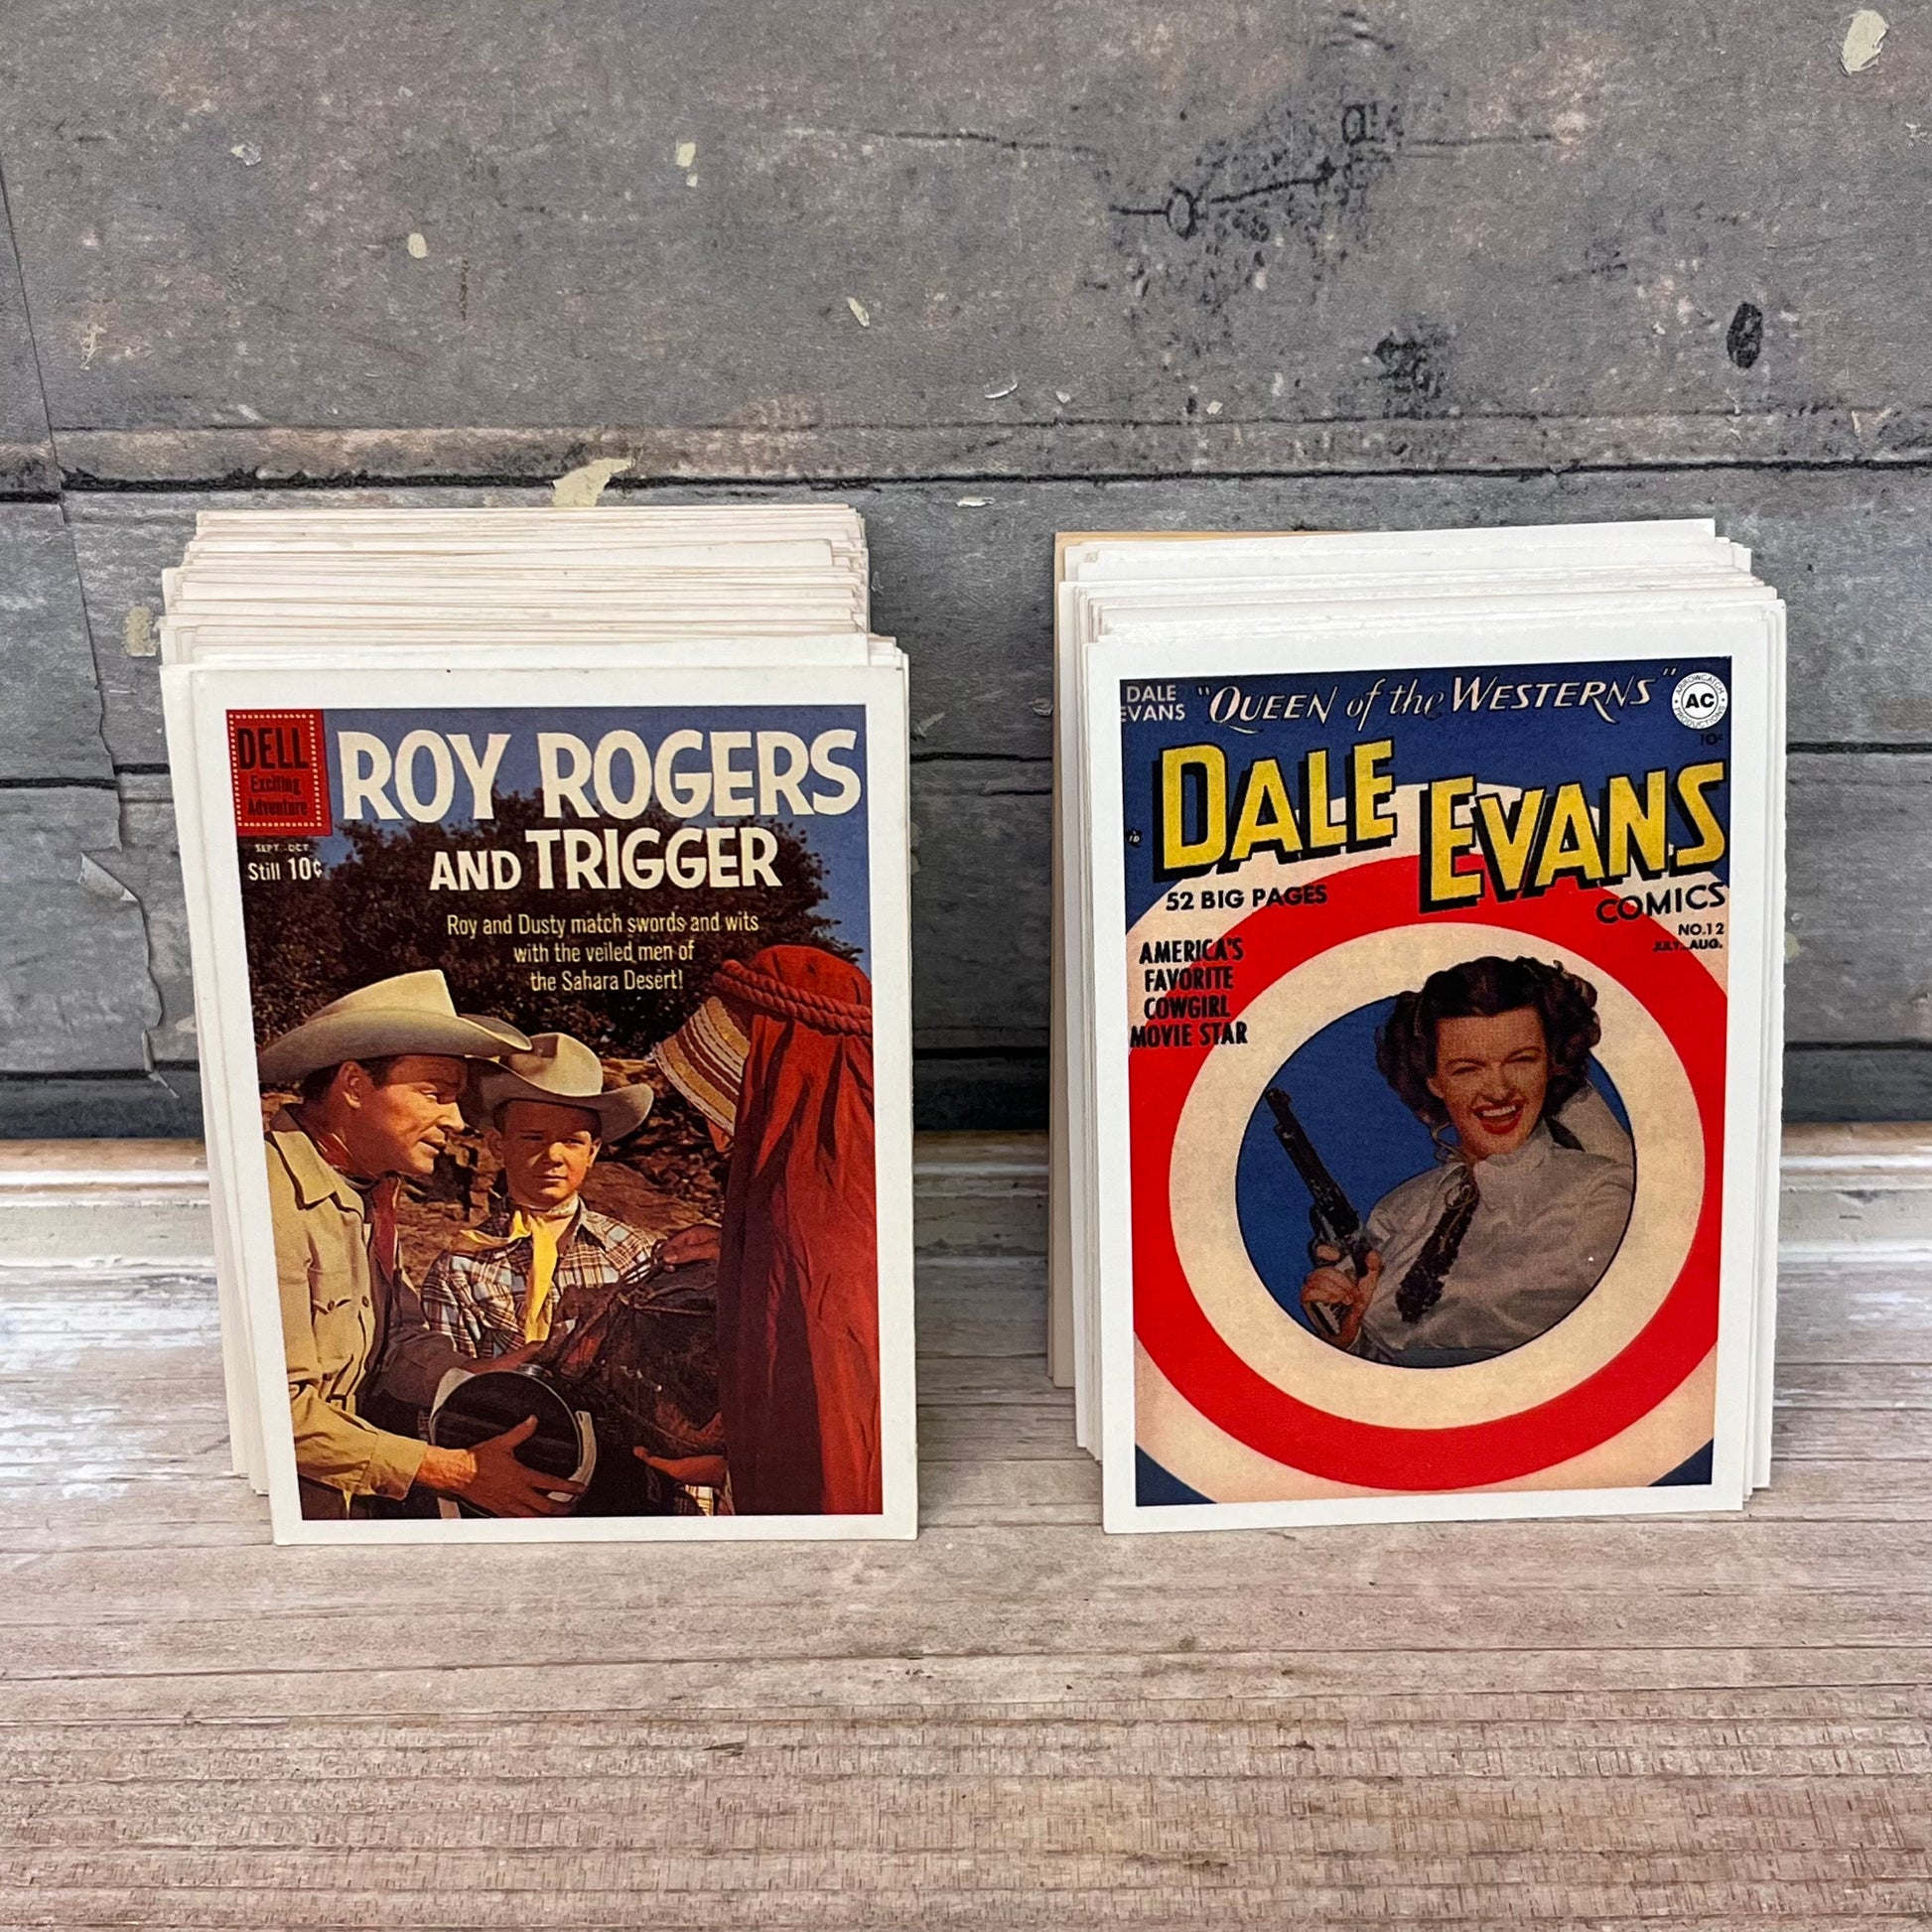 DELL
Exciting
Adventure
SEPT.-OCT.
Still 10¢
ROY ROGERS
AND TRIGGER
Roy and Dusty match swords and wits
with the veiled men of
the Sahara Desert!
DALE
EVANS
"QUEEN of the WESTERNS"
ARROWCATCH
AC
PRODUCTIONS
10¢
DALE EVANS
COMICS
52 BIG PAGES
NO.12
JULY-AUG.
AMERICA'S
FAVORITE
COWGIRL
MOVIE STAR